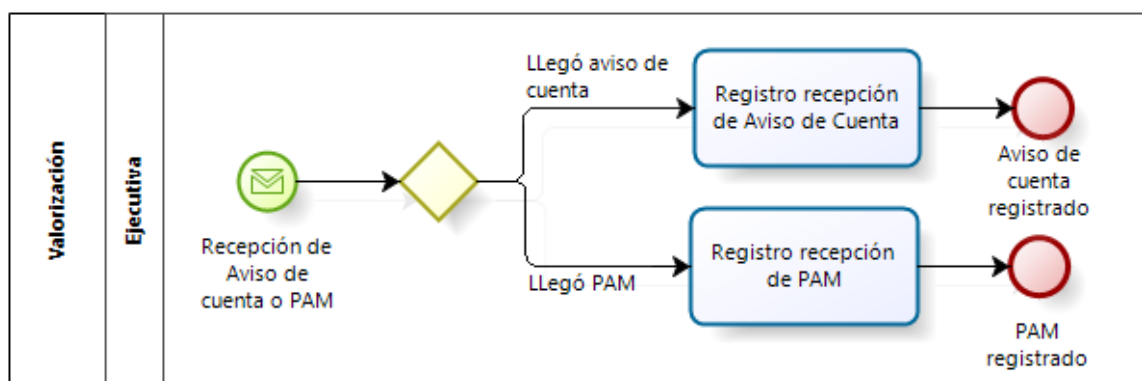 Valorización
Ejecutiva
Recepción de
Aviso de
cuenta o PAM
LLegó aviso de
cuenta
Registro recepción
de Aviso de Cuenta
Aviso de
cuenta
registrado
LLegó PAM
Registro recepción
de PAM
PAM
registrado